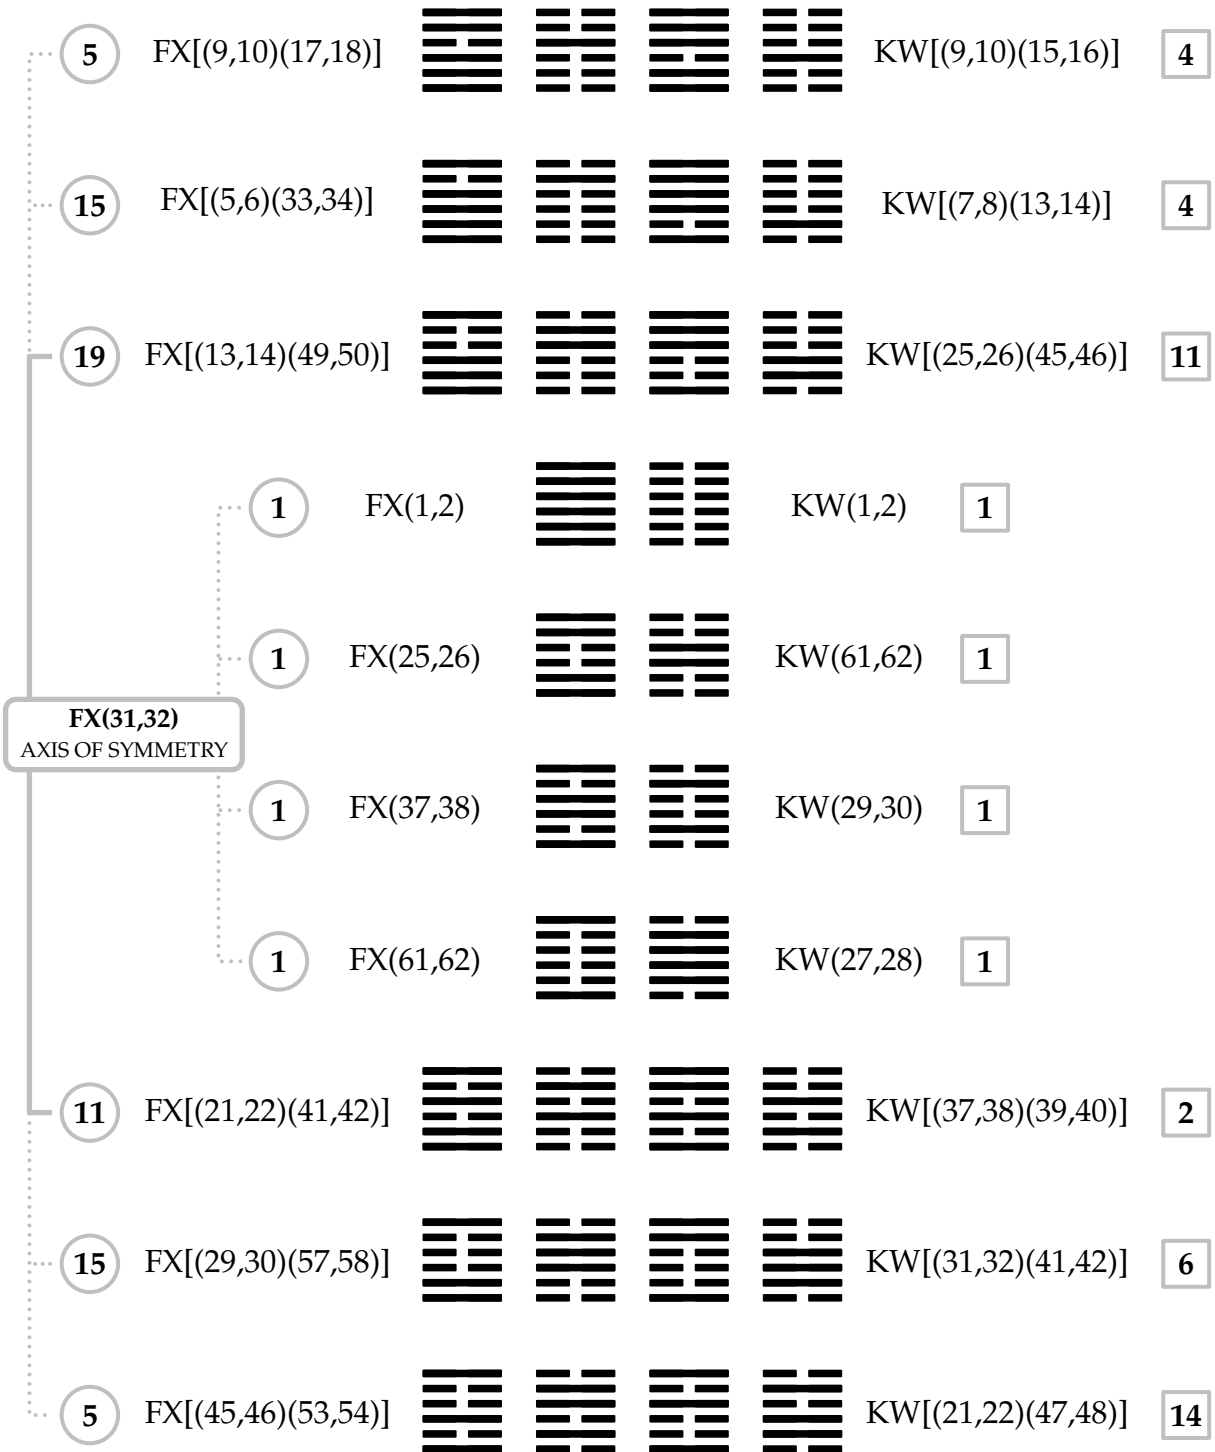 5 FX[(9,10)(17,18)] KW[(9,10)(15,16)] 4
15 FX[(5,6)(33,34)] KW[(7,8)(13,14)] 4
19 FX[(13,14)(49,50)] KW[(25,26)(45,46)] 11
1 FX(1,2) KW(1,2) 1
1 FX(25,26) KW(61,62) 1
FX(31,32)
AXIS OF SYMMETRY
1 FX(37,38) KW(29,30) 1
1 FX(61,62) KW(27,28) 1
11 FX[(21,22)(41,42)] KW[(37,38)(39,40)] 2
15 FX[(29,30)(57,58)] KW[(31,32)(41,42)] 6
5 FX[(45,46)(53,54)] KW[(21,22)(47,48)] 14